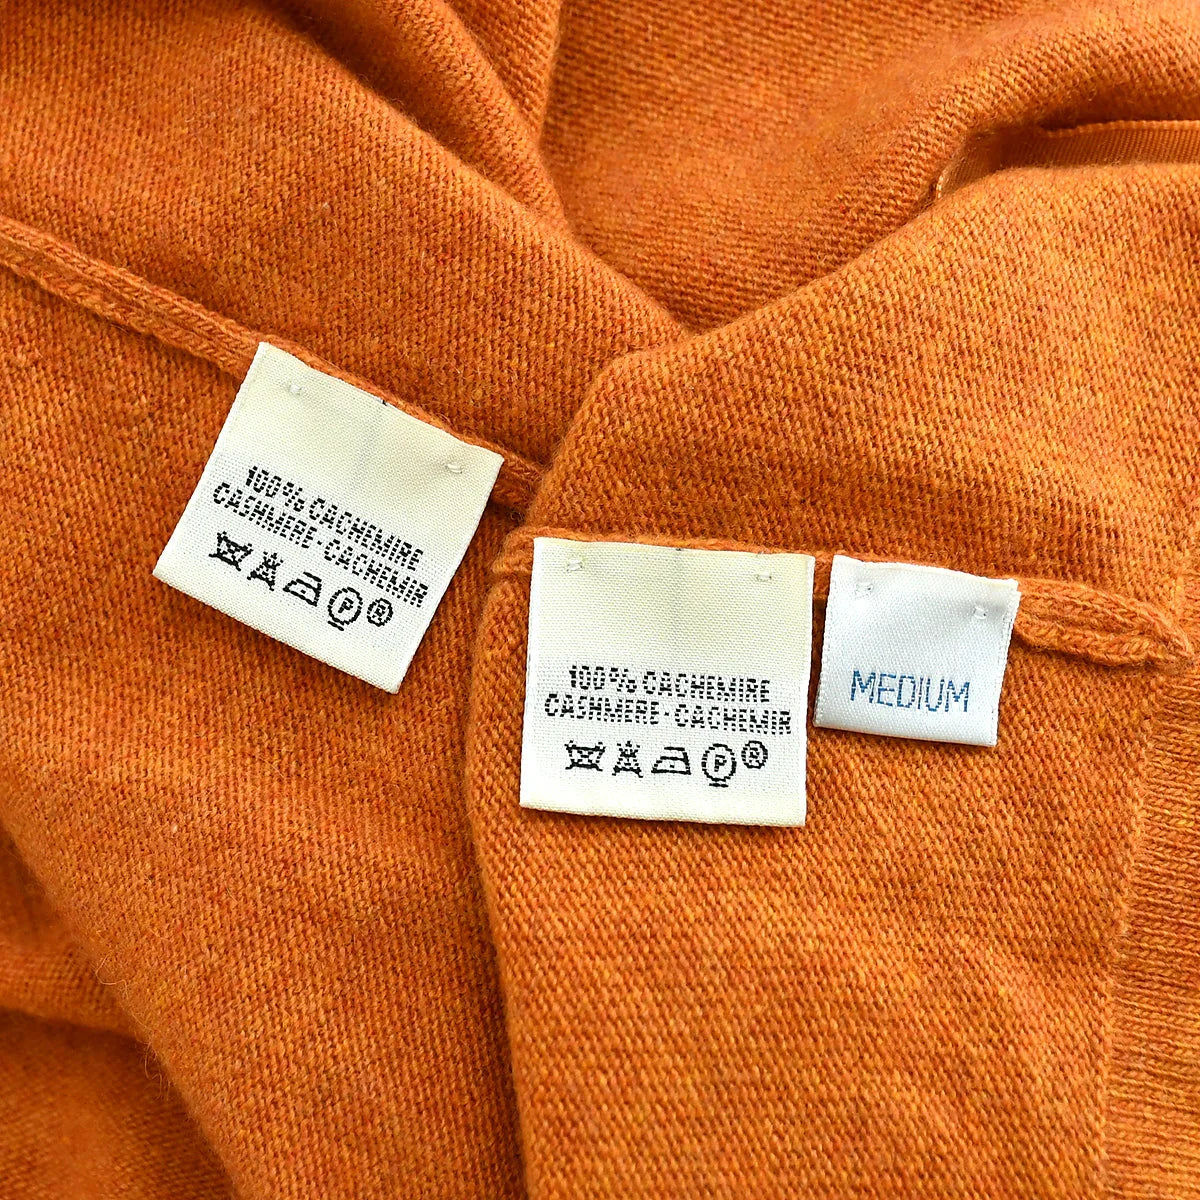 100% CACHEMIRE
CASHMERE · CACHEMIR
P ®
100% CACHEMIRE
CASHMERE · CACHEMIR
P ®
MEDIUM